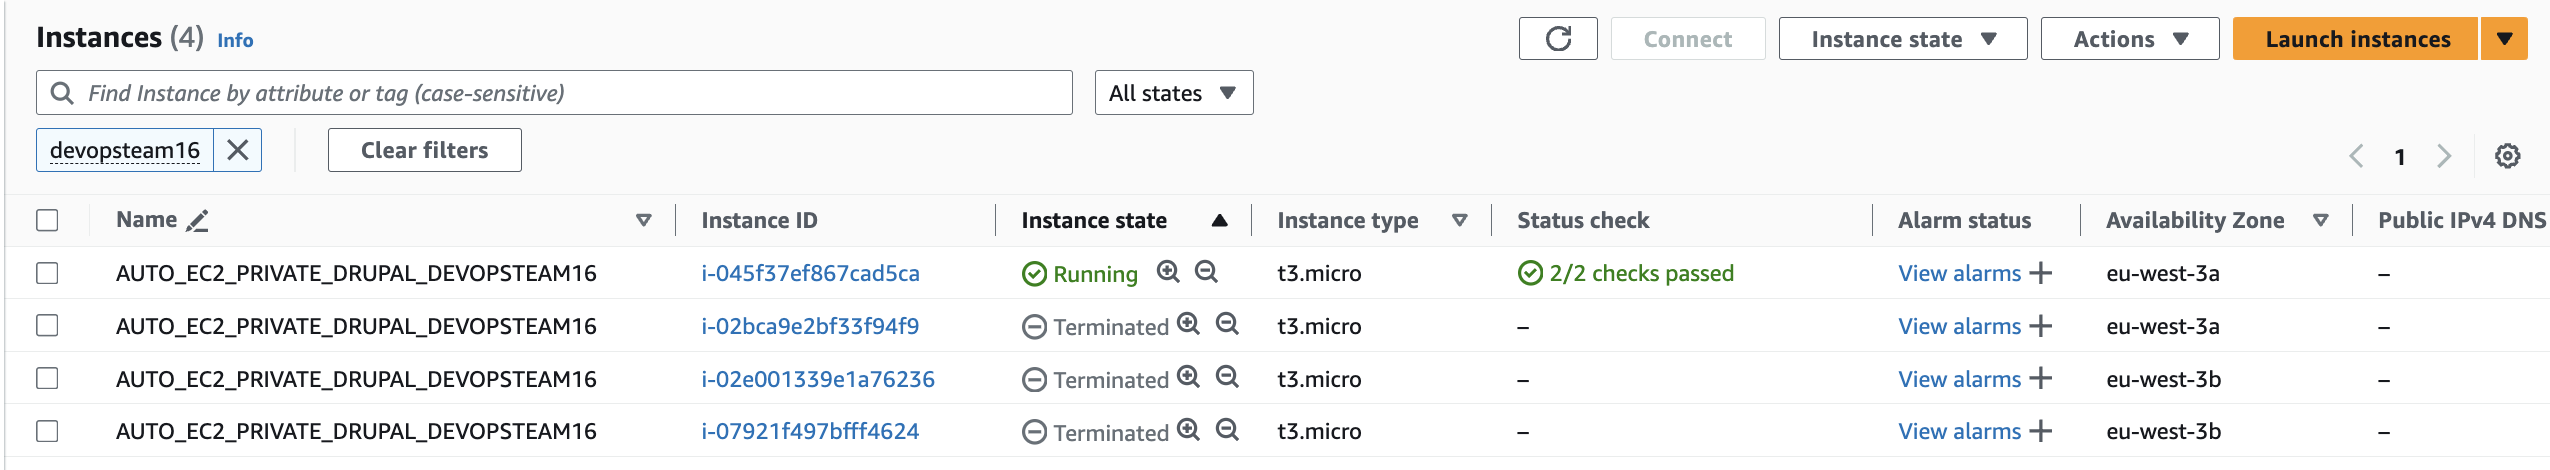 Instances (4) Info
Connect Instance state Actions Launch instances
Find Instance by attribute or tag (case-sensitive) All states
devopsteam16 Clear filters
1
Name Instance ID Instance state Instance type Status check Alarm status Availability Zone Public IPv4 DNS
AUTO_EC2_PRIVATE_DRUPAL_DEVOPSTEAM16 i-045f37ef867cad5ca Running t3.micro 2/2 checks passed View alarms + eu-west-3a –
AUTO_EC2_PRIVATE_DRUPAL_DEVOPSTEAM16 i-02bca9e2bf33f94f9 Terminated t3.micro – View alarms + eu-west-3a –
AUTO_EC2_PRIVATE_DRUPAL_DEVOPSTEAM16 i-02e001339e1a76236 Terminated t3.micro – View alarms + eu-west-3b –
AUTO_EC2_PRIVATE_DRUPAL_DEVOPSTEAM16 i-07921f497bfff4624 Terminated t3.micro – View alarms + eu-west-3b –